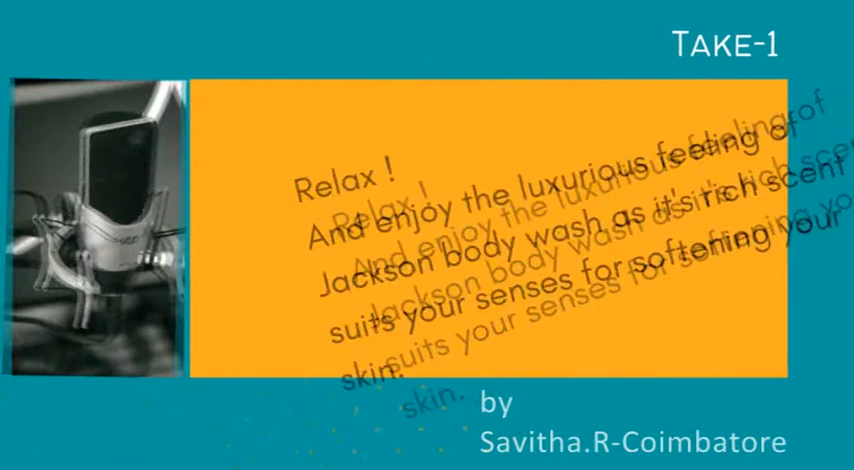 TAKE-1
Relax !
And enjoy the luxurious feeling of
Jackson body wash as it's rich scent
suits your senses for softening your
skin.
by
Savitha.R-Coimbatore